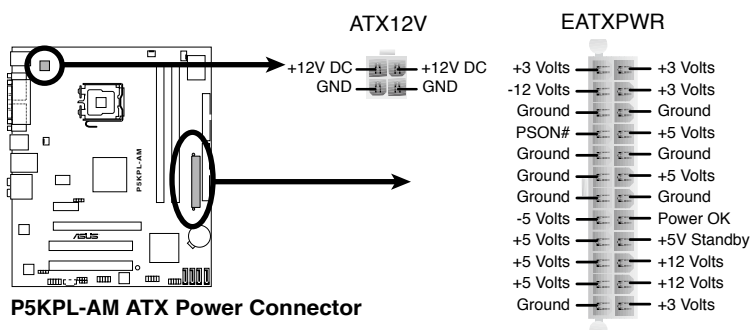 ATX12V
EATXPWR
+12V DC +12V DC
GND GND
+3 Volts +3 Volts
-12 Volts +3 Volts
Ground Ground
PSON# +5 Volts
Ground Ground
Ground +5 Volts
Ground Ground
-5 Volts Power OK
+5 Volts +5V Standby
+5 Volts +12 Volts
+5 Volts +12 Volts
Ground +3 Volts
P5KPL-AM
ASUS
P5KPL-AM ATX Power Connector